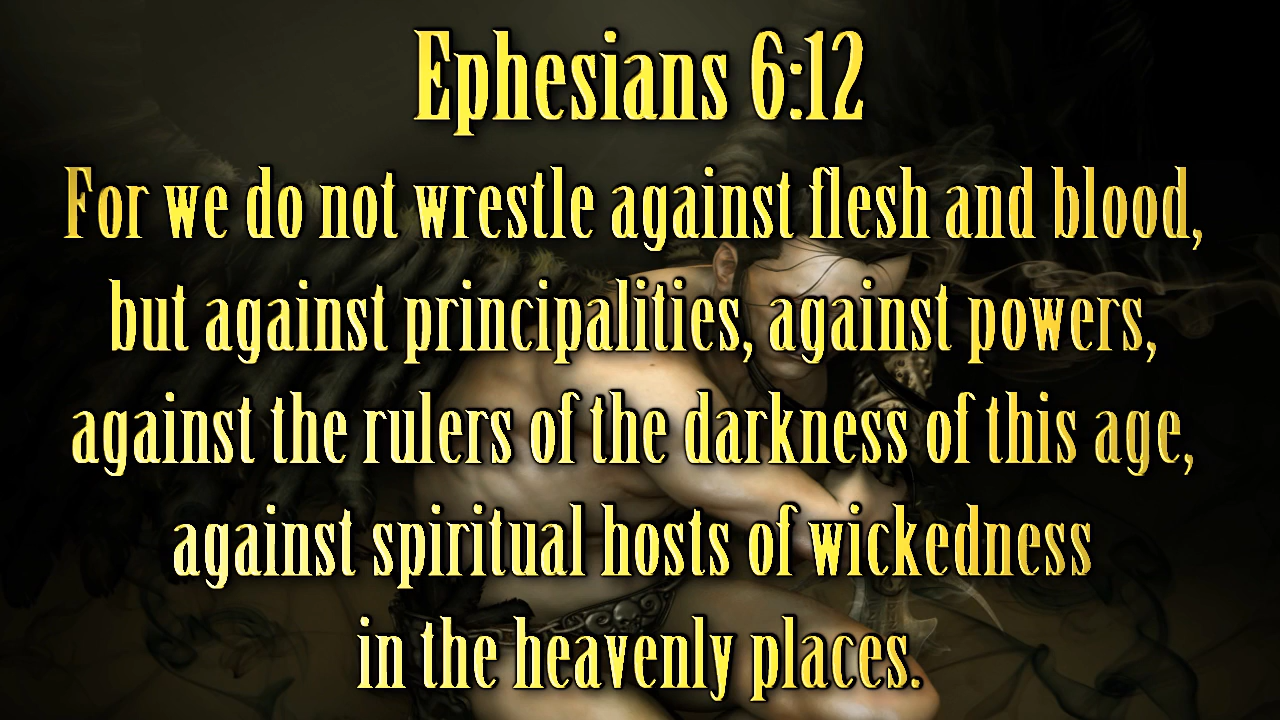 Ephesians 6:12
For we do not wrestle against flesh and blood,
but against principalities, against powers,
against the rulers of the darkness of this age,
against spiritual hosts of wickedness
in the heavenly places.